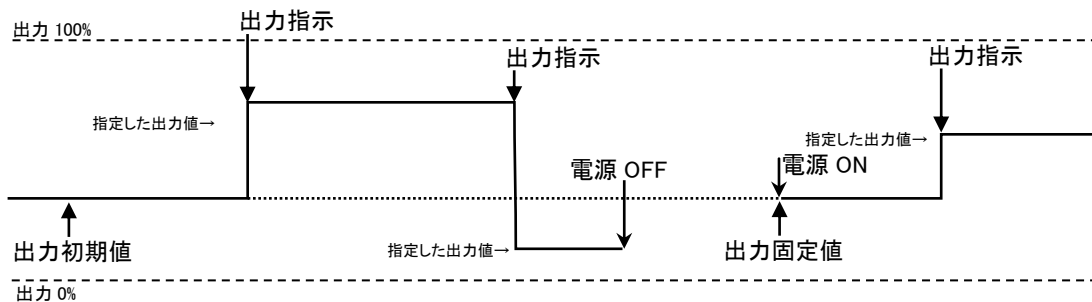 出力指示
出力 100%
出力指示
出力指示
指定した出力値→
指定した出力値→
電源 OFF
電源 ON
出力初期値
指定した出力値→
出力固定値
出力 0%